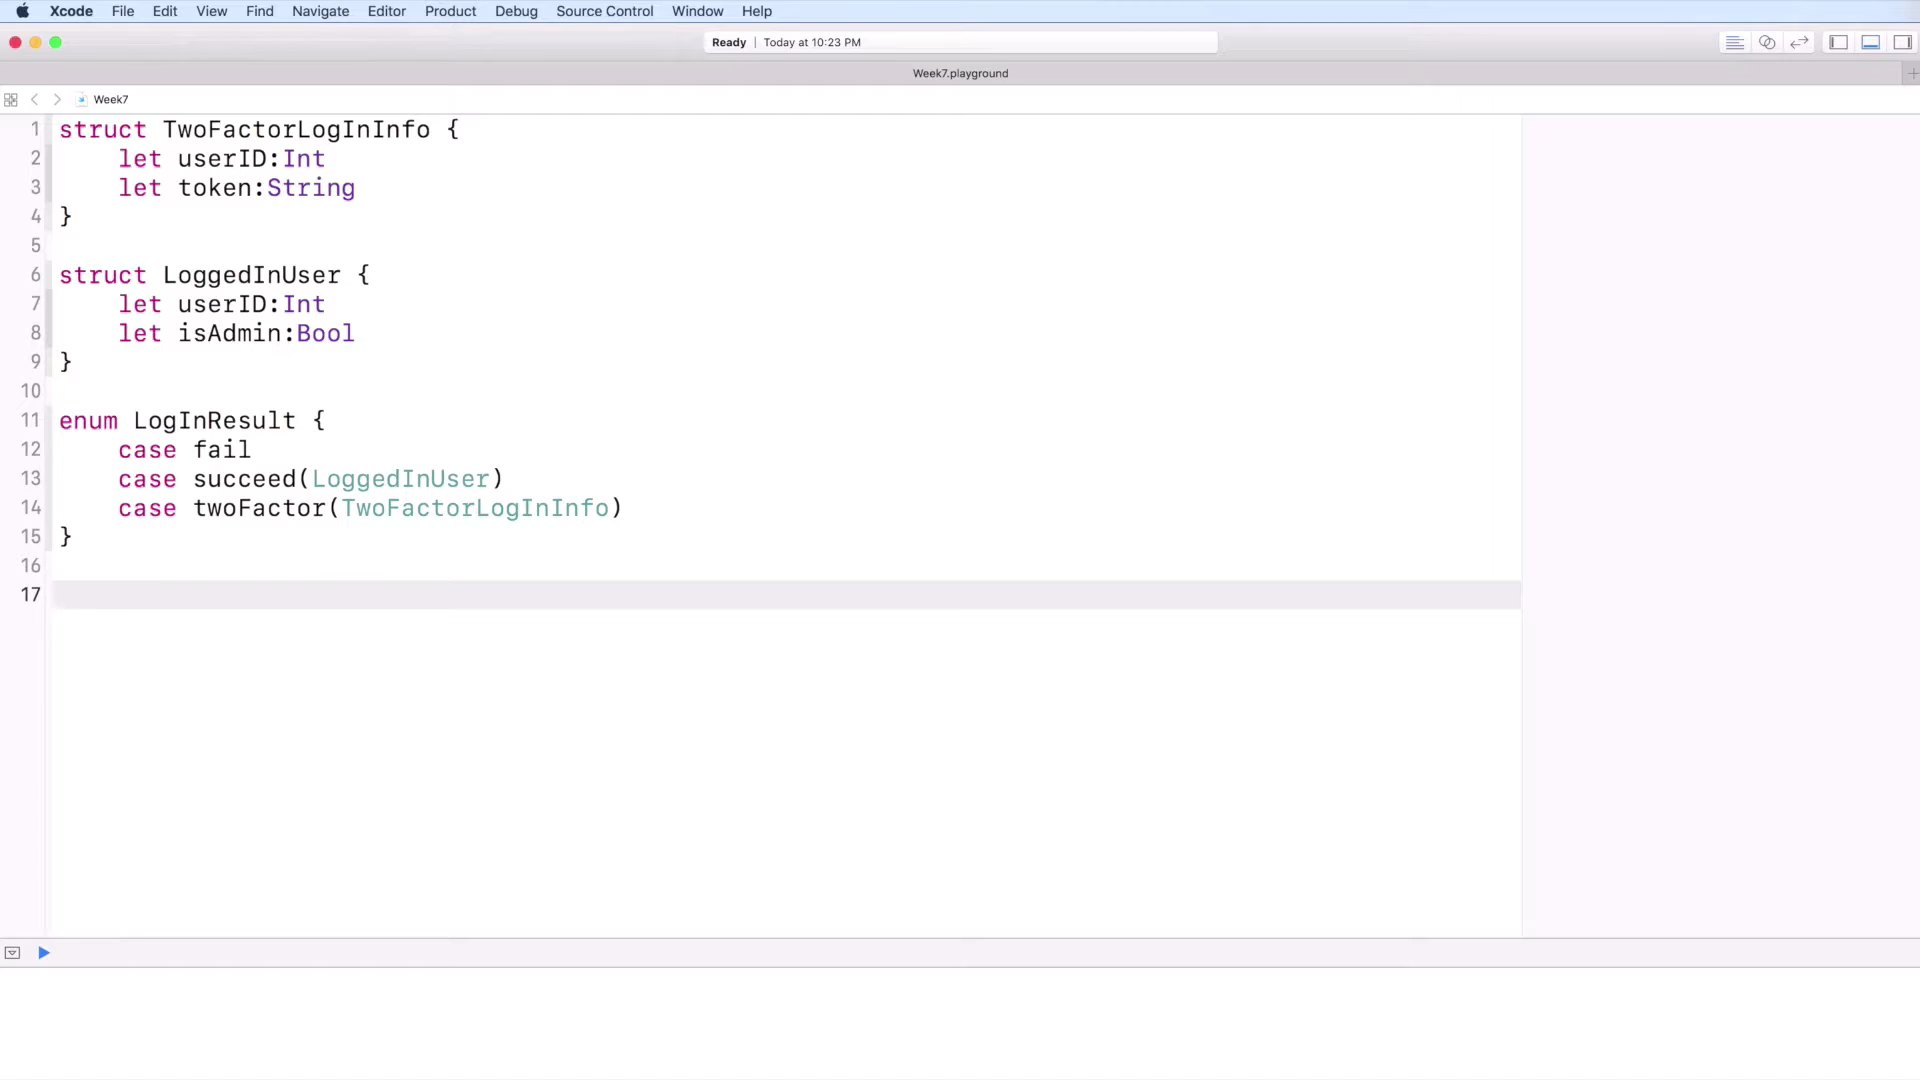 Xcode File Edit View Find Navigate Editor Product Debug Source Control Window Help
Ready | Today at 10:23 PM
Week7.playground
Week7
1 struct TwoFactorLogInInfo {
2 let userID:Int
3 let token:String
4 }
5
6 struct LoggedInUser {
7 let userID:Int
8 let isAdmin:Bool
9 }
10
11 enum LogInResult {
12 case fail
13 case succeed(LoggedInUser)
14 case twoFactor(TwoFactorLogInInfo)
15 }
16
17